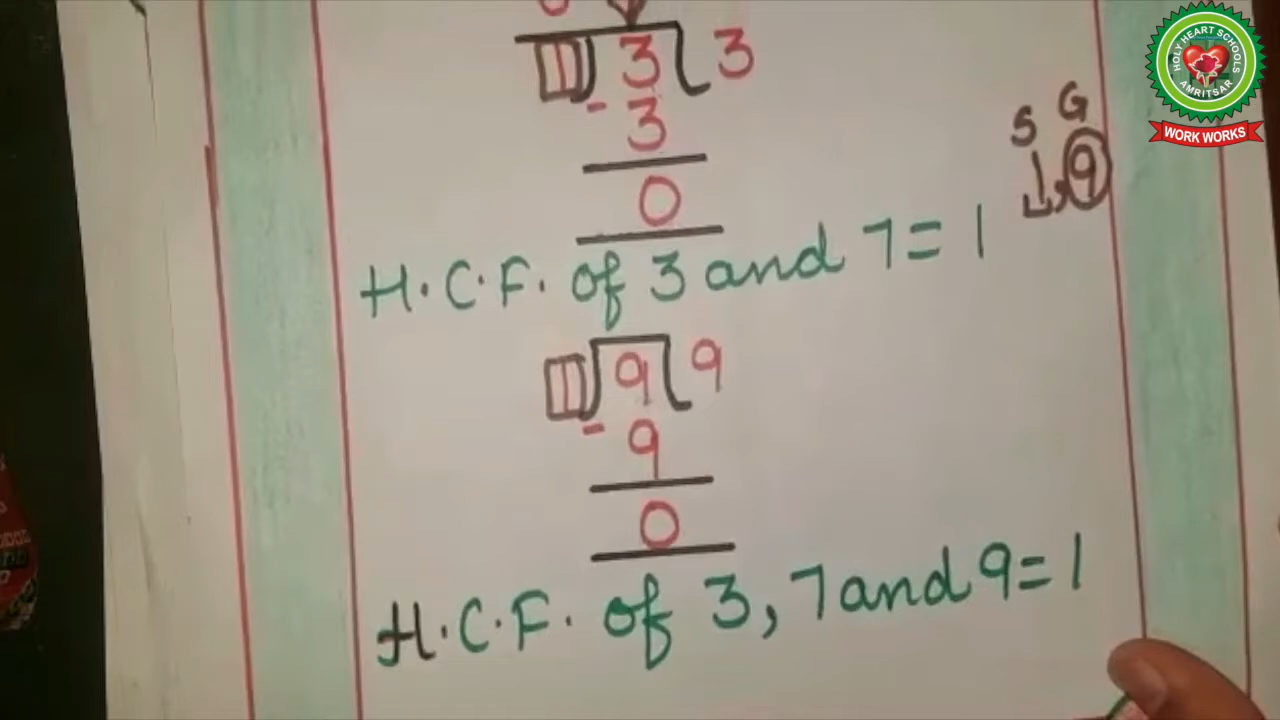 1) 3 ( 3
- 3
0
S G
1, 9
H.C.F. of 3 and 7 = 1
1) 9 ( 9
- 9
0
H.C.F. of 3, 7 and 9 = 1
HOLY HEART SCHOOLS
AMRITSAR
WORK WORKS